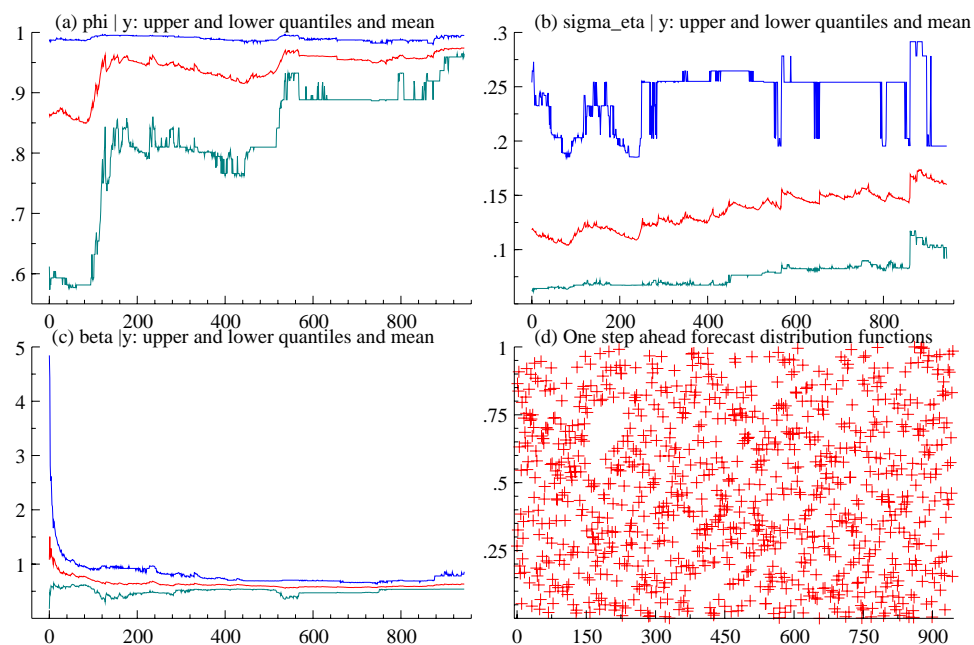 (a) phi | y: upper and lower quantiles and mean
1
.9
.8
.7
.6
0 200 400 600 800
(b) sigma_eta | y: upper and lower quantiles and mean
.3
.25
.2
.15
.1
0 200 400 600 800
(c) beta |y: upper and lower quantiles and mean
5
4
3
2
1
0 200 400 600 800
(d) One step ahead forecast distribution functions
1
.75
.5
.25
0 150 300 450 600 750 900